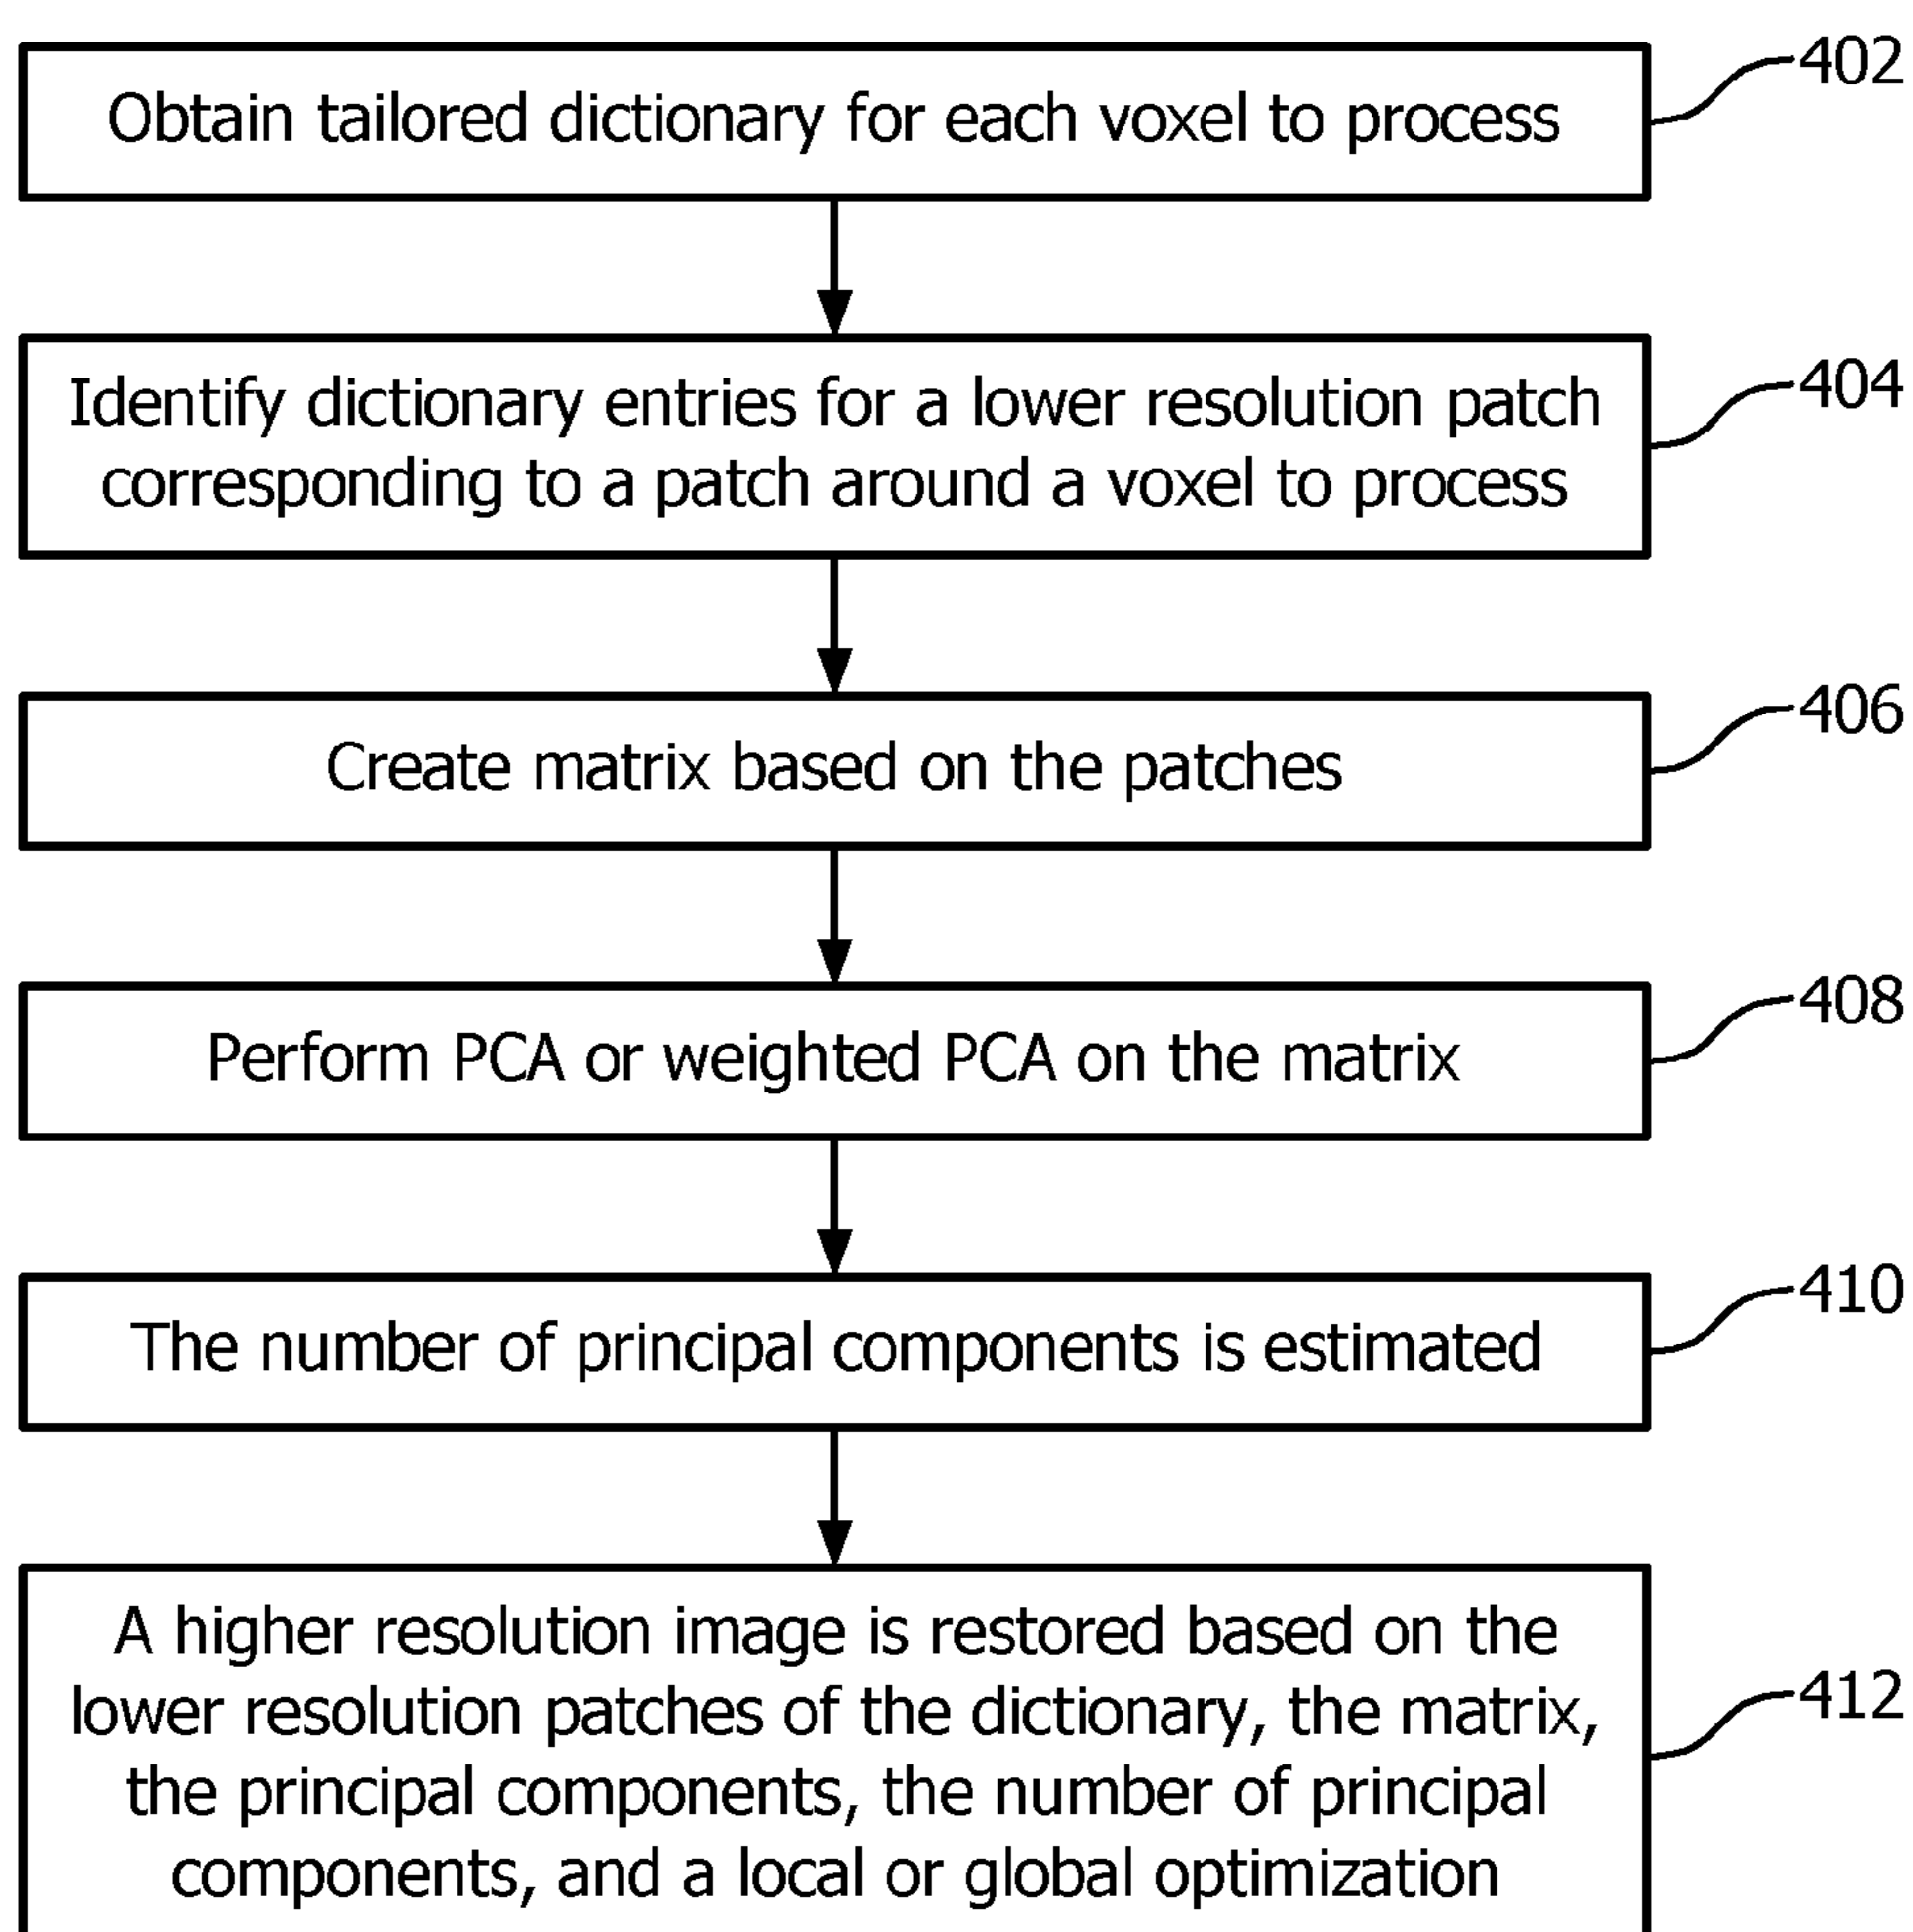 402
Obtain tailored dictionary for each voxel to process
404
Identify dictionary entries for a lower resolution patch
corresponding to a patch around a voxel to process
406
Create matrix based on the patches
408
Perform PCA or weighted PCA on the matrix
410
The number of principal components is estimated
412
A higher resolution image is restored based on the
lower resolution patches of the dictionary, the matrix,
the principal components, the number of principal
components, and a local or global optimization